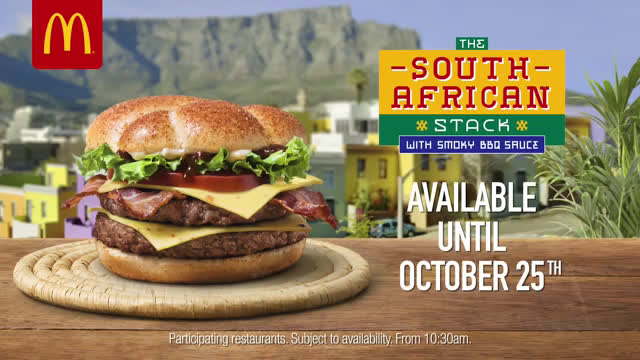 THE
SOUTH
AFRICAN
STACK
WITH SMOKY BBQ SAUCE
AVAILABLE
UNTIL
OCTOBER 25TH
Participating restaurants. Subject to availability. From 10:30am.